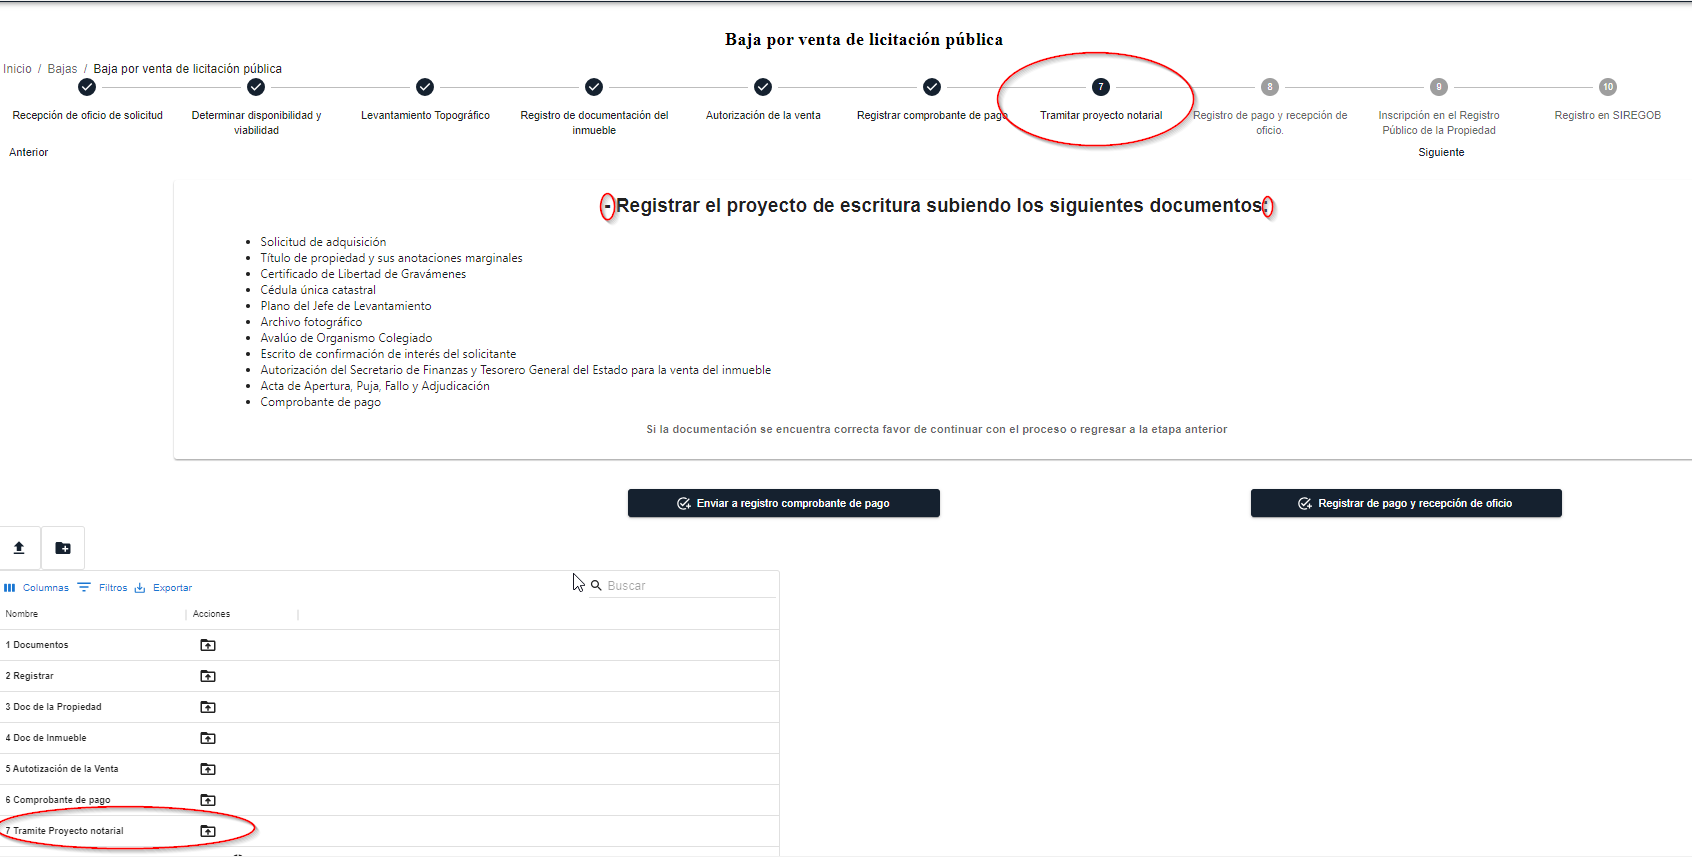 Baja por venta de licitación pública
Inicio / Bajas / Baja por venta de licitación pública
Recepción de oficio de solicitud
Determinar disponibilidad y
viabilidad
Levantamiento Topográfico
Registro de documentación del
inmueble
Autorización de la venta
Registrar comprobante de pago
7
Tramitar proyecto notarial
8
Registro de pago y recepción de
oficio.
9
Inscripción en el Registro
Público de la Propiedad
10
Registro en SIREGOB
Anterior
Siguiente
- Registrar el proyecto de escritura subiendo los siguientes documentos:
• Solicitud de adquisición
• Título de propiedad y sus anotaciones marginales
• Certificado de Libertad de Gravámenes
• Cédula única catastral
• Plano del Jefe de Levantamiento
• Archivo fotográfico
• Avalúo de Organismo Colegiado
• Escrito de confirmación de interés del solicitante
• Autorización del Secretario de Finanzas y Tesorero General del Estado para la venta del inmueble
• Acta de Apertura, Puja, Fallo y Adjudicación
• Comprobante de pago
Si la documentación se encuentra correcta favor de continuar con el proceso o regresar a la etapa anterior
Enviar a registro comprobante de pago
Registrar de pago y recepción de oficio
Columnas Filtros Exportar
Buscar
Nombre Acciones
1 Documentos
2 Registrar
3 Doc de la Propiedad
4 Doc de Inmueble
5 Autotización de la Venta
6 Comprobante de pago
7 Tramite Proyecto notarial